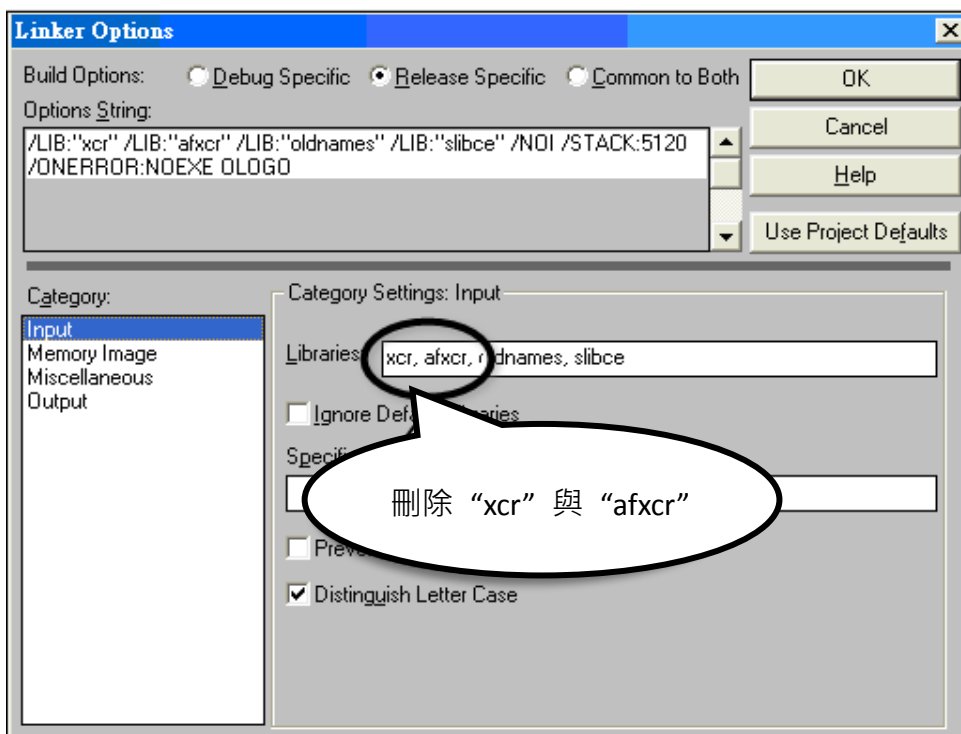 Linker Options
Build Options: Debug Specific Release Specific Common to Both
OK
Options String:
/LIB:"xcr" /LIB:"afxcr" /LIB:"oldnames" /LIB:"slibce" /NOI /STACK:5120
/ONERROR:NOEXE OLOGO
Cancel
Help
Use Project Defaults
Category:
Input
Memory Image
Miscellaneous
Output
Category Settings: Input
Libraries
xcr, afxcr, dnames, slibce
Ignore Def
刪除 “xcr” 與 “afxcr”
Distinguish Letter Case